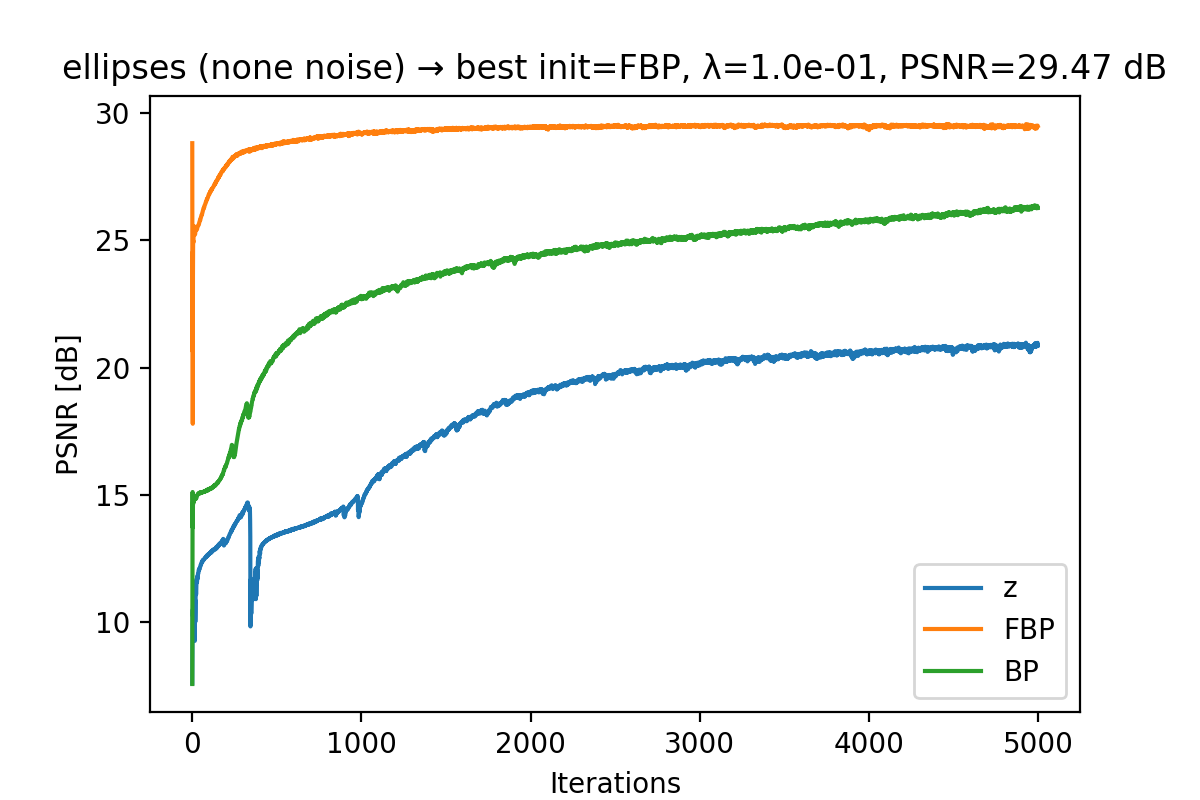 ellipses (none noise) → best init=FBP, λ=1.0e-01, PSNR=29.47 dB
30
25
20
15
10
PSNR [dB]
z
FBP
BP
0 1000 2000 3000 4000 5000
Iterations